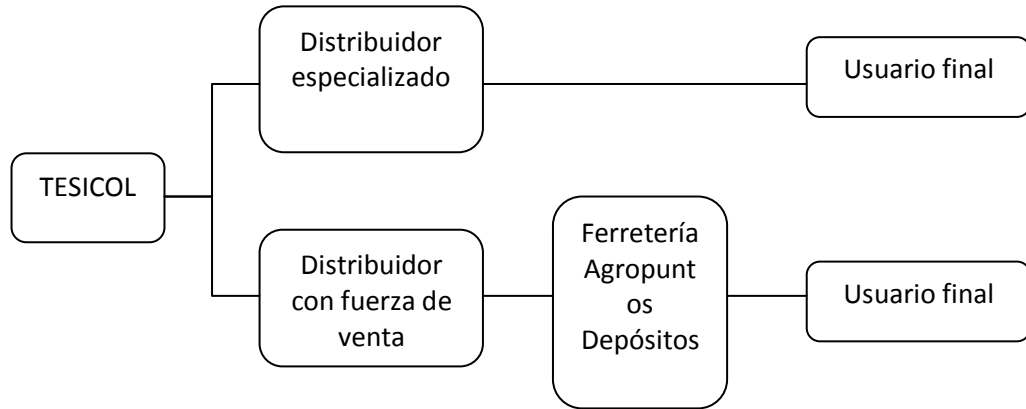 TESICOL
Distribuidor
especializado
Usuario final
Distribuidor
con fuerza de
venta
Ferretería
Agropunt
os
Depósitos
Usuario final